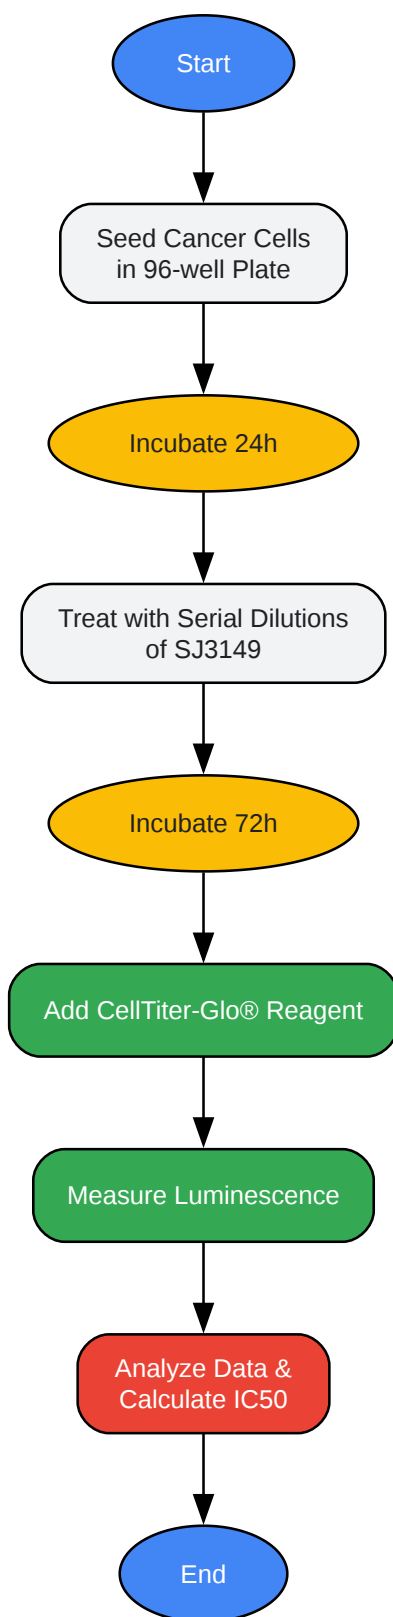 Start
Seed Cancer Cells
in 96-well Plate
Incubate 24h
Treat with Serial Dilutions
of SJ3149
Incubate 72h
Add CellTiter-Glo® Reagent
Measure Luminescence
Analyze Data &
Calculate IC50
End